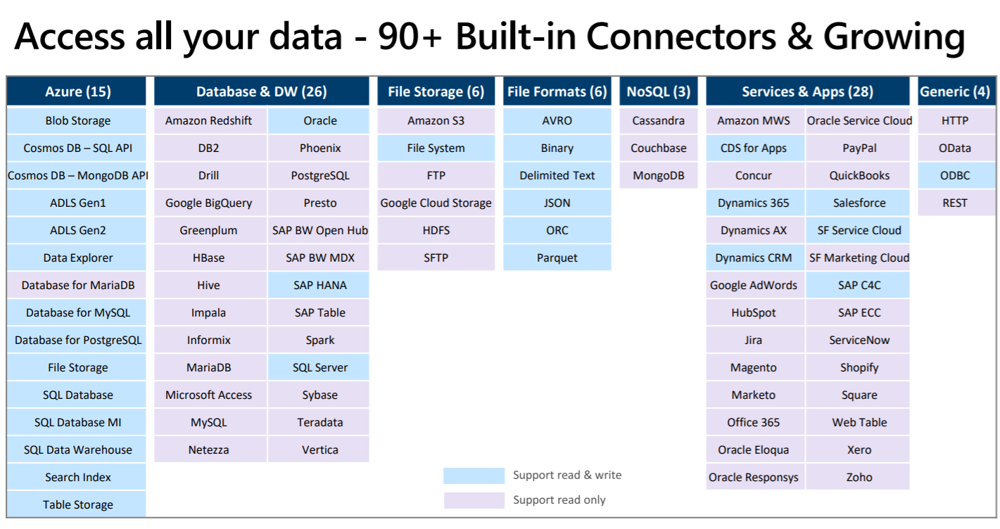 Access all your data - 90+ Built-in Connectors & Growing
Azure (15)
Blob Storage
Cosmos DB – SQL API
Cosmos DB – MongoDB API
ADLS Gen1
ADLS Gen2
Data Explorer
Database for MariaDB
Database for MySQL
Database for PostgreSQL
File Storage
SQL Database
SQL Database MI
SQL Data Warehouse
Search Index
Table Storage
Database & DW (26)
Amazon Redshift
DB2
Drill
Google BigQuery
Greenplum
HBase
Hive
Impala
Informix
MariaDB
Microsoft Access
MySQL
Netezza
Oracle
Phoenix
PostgreSQL
Presto
SAP BW Open Hub
SAP BW MDX
SAP HANA
SAP Table
Spark
SQL Server
Sybase
Teradata
Vertica
File Storage (6)
Amazon S3
File System
FTP
Google Cloud Storage
HDFS
SFTP
File Formats (6)
AVRO
Binary
Delimited Text
JSON
ORC
Parquet
NoSQL (3)
Cassandra
Couchbase
MongoDB
Services & Apps (28)
Amazon MWS
CDS for Apps
Concur
Dynamics 365
Dynamics AX
Dynamics CRM
Google AdWords
HubSpot
Jira
Magento
Marketo
Office 365
Oracle Eloqua
Oracle Responsys
Oracle Service Cloud
PayPal
QuickBooks
Salesforce
SF Service Cloud
SF Marketing Cloud
SAP C4C
SAP ECC
ServiceNow
Shopify
Square
Web Table
Xero
Zoho
Generic (4)
HTTP
OData
ODBC
REST
Support read & write
Support read only